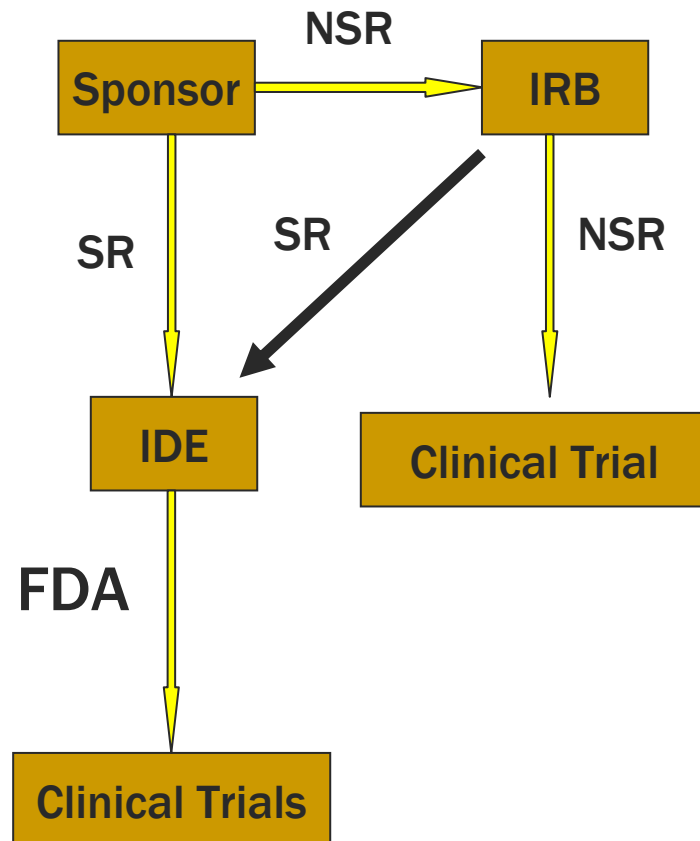 NSR
Sponsor
IRB
SR
SR
NSR
IDE
Clinical Trial
FDA
Clinical Trials